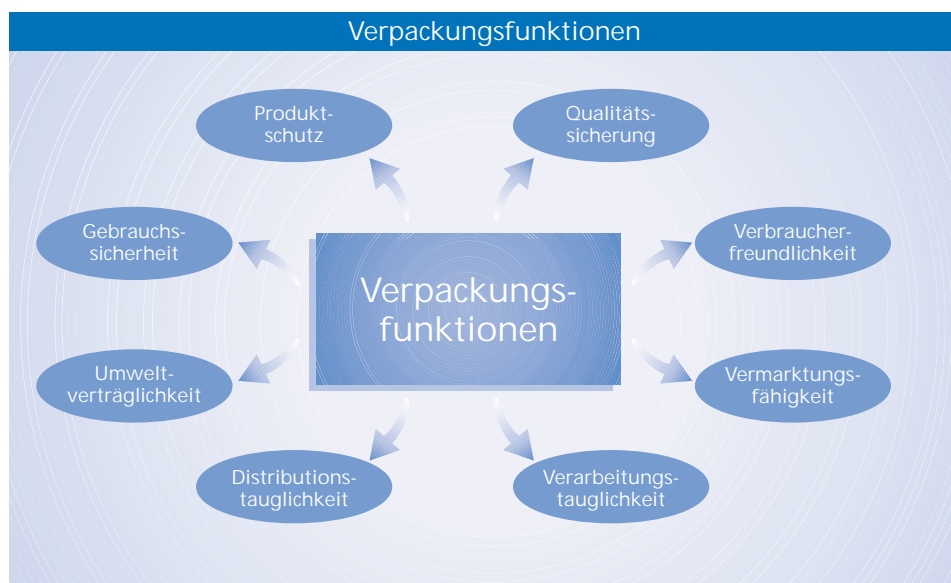 Verpackungsfunktionen
Produkt-
schutz
Qualitäts-
sicherung
Gebrauchs-
sicherheit
Verbraucher-
freundlichkeit
Verpackungs-
funktionen
Umwelt-
verträglichkeit
Vermarktungs-
fähigkeit
Distributions-
tauglichkeit
Verarbeitungs-
tauglichkeit